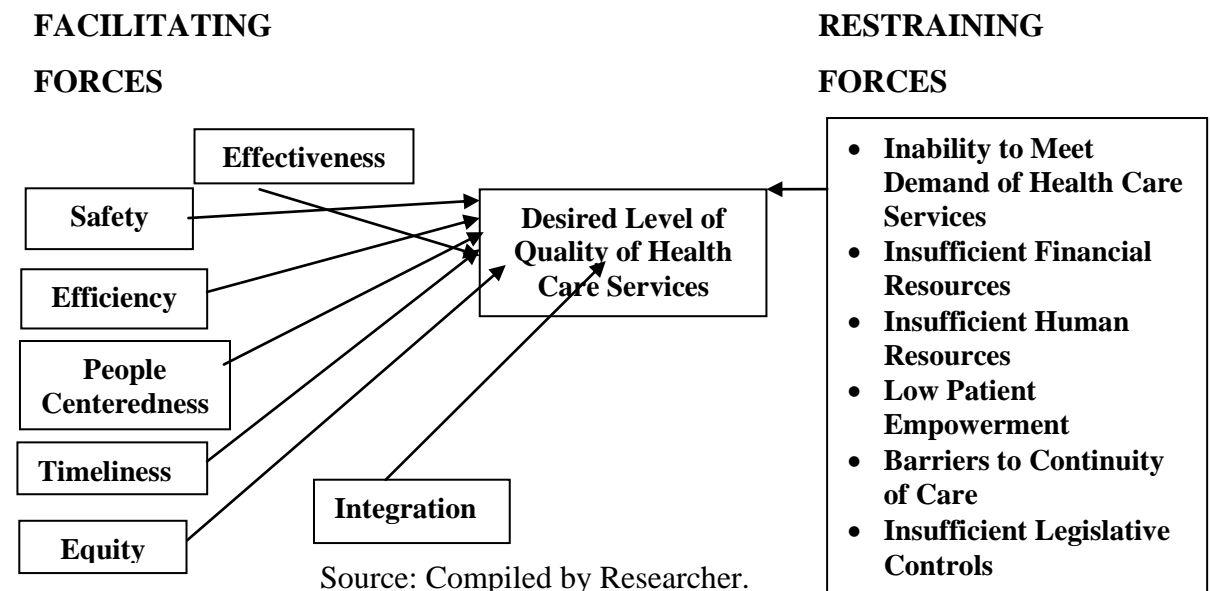 FACILITATING
FORCES
RESTRAINING
FORCES
Effectiveness
Safety
Efficiency
People
Centeredness
Timeliness
Equity
Integration
Desired Level of
Quality of Health
Care Services
• Inability to Meet
Demand of Health Care
Services
• Insufficient Financial
Resources
• Insufficient Human
Resources
• Low Patient
Empowerment
• Barriers to Continuity
of Care
• Insufficient Legislative
Controls
Source: Compiled by Researcher.